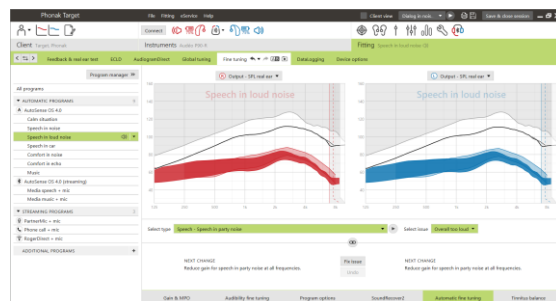 Phonak Target
File Fitting eService Help
Client view
Dialog in nois..
Save & close session
Connect
Client Target, Phonak
Instruments Audéo P90-R
Fitting Speech in loud noise
Feedback & real ear test
AudiogramDirect
Global tuning
Fine tuning
DataLogging
Device options
Program manager
All programs
AUTOMATIC PROGRAMS
AutoSense OS 4.0
Calm situation
Speech in noise
Speech in loud noise
Speech in car
Comfort in noise
Comfort in echo
Music
AutoSense OS 4.0 (streaming)
Media speech + mic
Media music + mic
STREAMING PROGRAMS
PartnerMic + mic
Phone call + mic
RogerDirect + mic
ADDITIONAL PROGRAMS +
Output - SPL real ear
Speech in loud noise
Output - SPL real ear
Speech in loud noise
Select type Speech - Speech in party noise
Select issue Overall too loud
NEXT CHANGE
Reduce gain for speech in party noise at all frequencies.
Fix issue
Undo
NEXT CHANGE
Reduce gain for speech in party noise at all frequencies.
Gain & MPO
Audibility fine tuning
Program options
SoundRecover2
Automatic fine tuning
Tinnitus balance